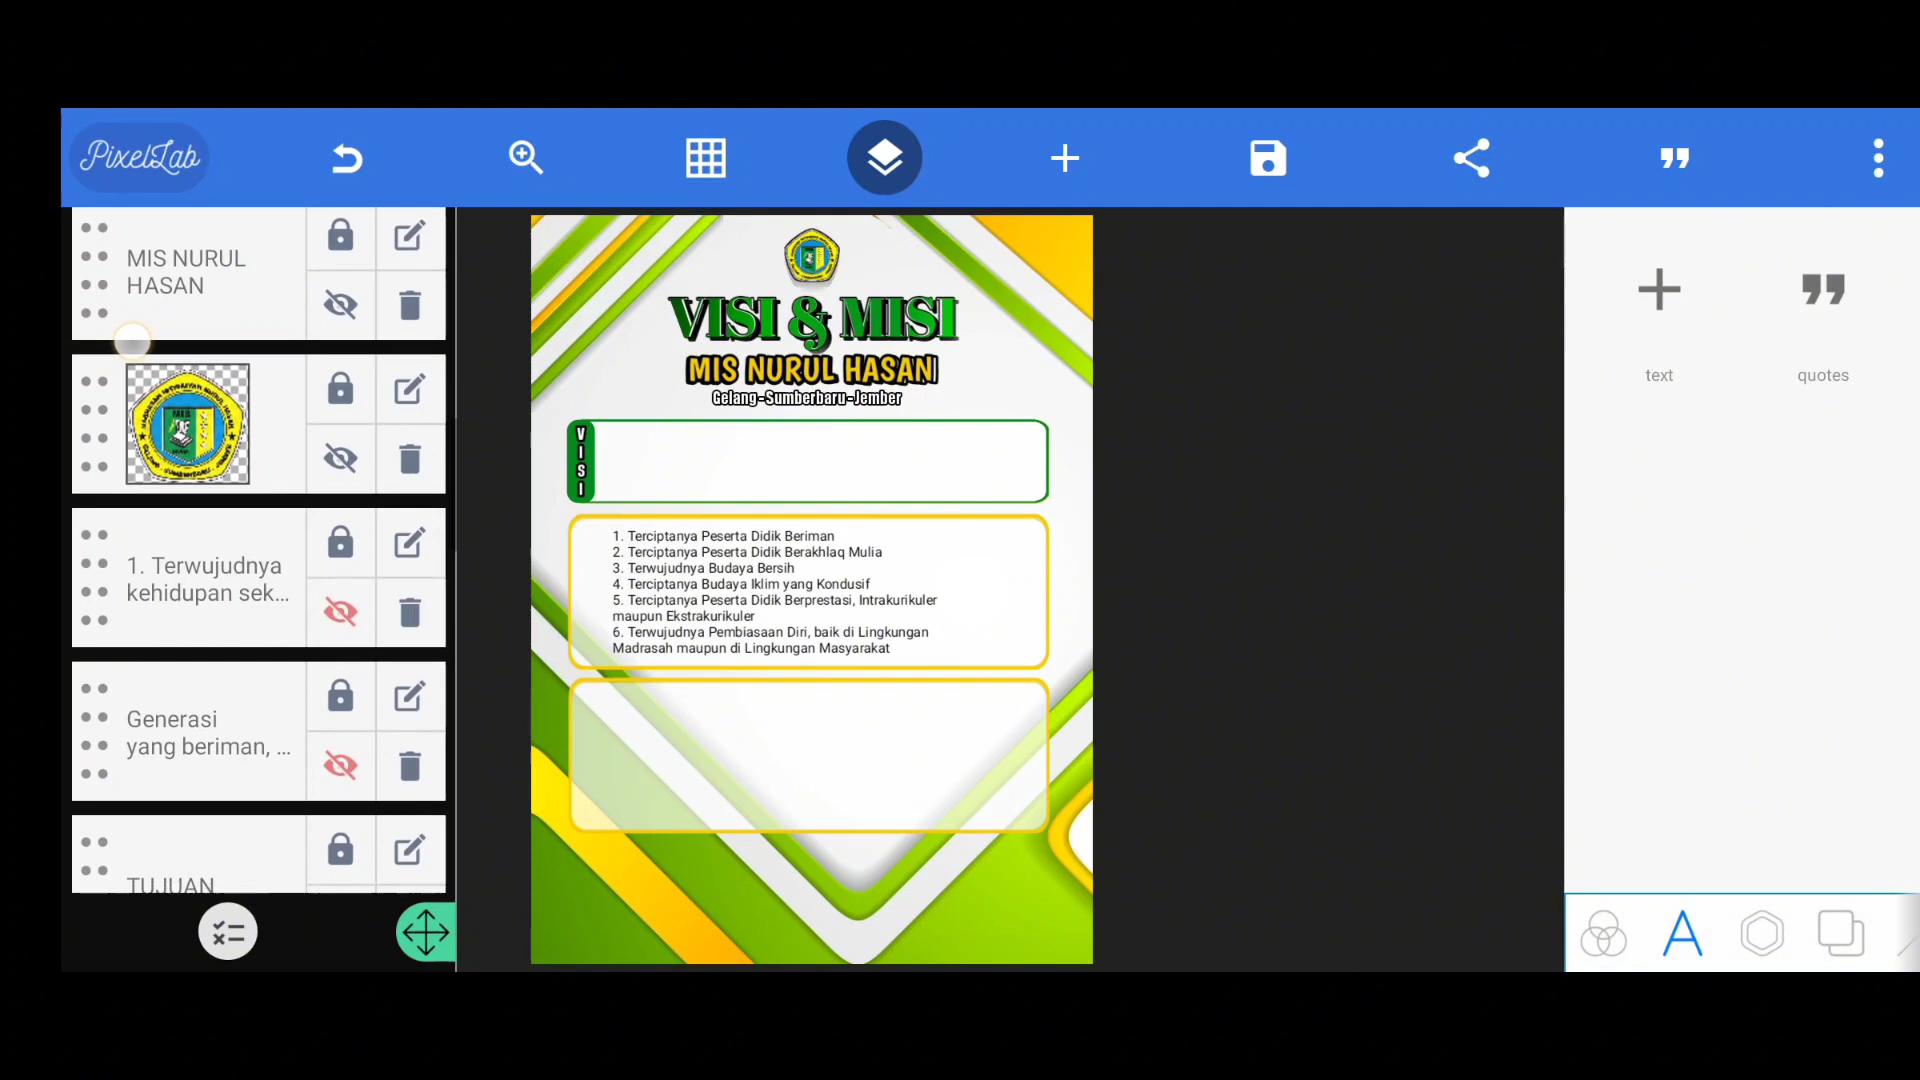 PixelLab
MIS NURUL
HASAN
MIS
1. Terwujudnya
kehidupan sek...
Generasi
yang beriman, ...
TUJUAN
VISI & MISI
MIS NURUL HASAN
Gelang-Sumberbaru-Jember
VISI
1. Terciptanya Peserta Didik Beriman
2. Terciptanya Peserta Didik Berakhlaq Mulia
3. Terwujudnya Budaya Bersih
4. Terciptanya Budaya Iklim yang Kondusif
5. Terciptanya Peserta Didik Berprestasi, Intrakurikuler
maupun Ekstrakurikuler
6. Terwujudnya Pembiasaan Diri, baik di Lingkungan
Madrasah maupun di Lingkungan Masyarakat
text
quotes